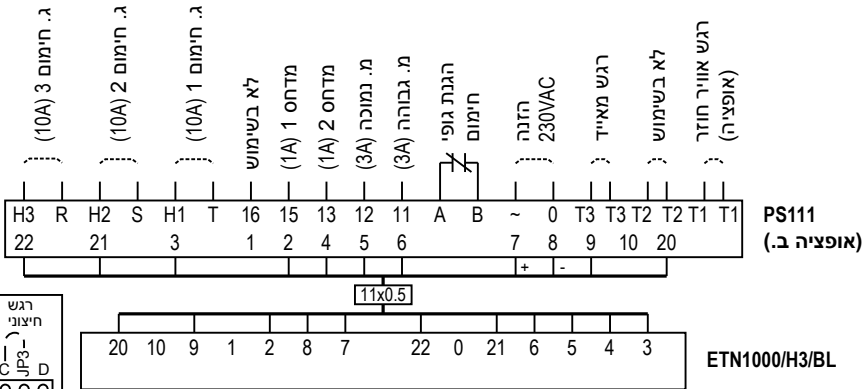 ג. חימום 3 (10A)
ג. חימום 2 (10A)
ג. חימום 1 (10A)
לא בשימוש
מדחס 1 (1A)
מדחס 2 (1A)
מ. נמוכה (3A)
מ. גבוהה (3A)
הגנת גופי
חימום
הזנה
230VAC
רגש מאייד
לא בשימוש
רגש אוויר חוזר
(אופציה)
H3 R H2 S H1 T 16 15 13 12 11 A B ~ 0 T3 T3 T2 T2 T1 T1
22 21 3 1 2 4 5 6 7 8 9 10 20
PS111
(אופציה ב.)
+ -
11x0.5
רגש
חיצוני
C JP3 D
20 10 9 1 2 8 7 22 0 21 6 5 4 3
ETN1000/H3/BL